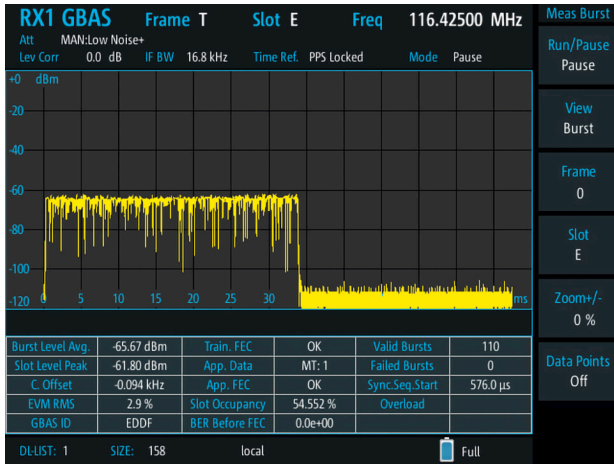 RX1 GBAS Frame T Slot E Freq 116.42500 MHz
Att MAN:Low Noise+
Lev Corr 0.0 dB IF BW 16.8 kHz Time Ref. PPS Locked Mode Pause
+0 dBm
-20
-40
-60
-80
-100
-120 0 5 10 15 20 25 30 ms
Burst Level Avg. -65.67 dBm Train. FEC OK Valid Bursts 110
Slot Level Peak -61.80 dBm App. Data MT: 1 Failed Bursts 0
C. Offset -0.094 kHz App. FEC OK Sync.Seq.Start 576.0 µs
EVM RMS 2.9 % Slot Occupancy 54.552 % Overload
GBAS ID EDDF BER Before FEC 0.0e+00
DL-LIST: 1 SIZE: 158 local Full
Meas Burst
Run/Pause
Pause
View
Burst
Frame
0
Slot
E
Zoom+/-
0 %
Data Points
Off